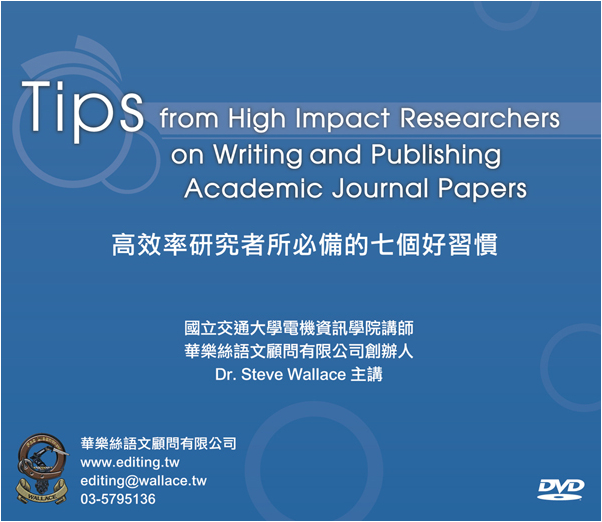 Tips from High Impact Researchers
on Writing and Publishing
Academic Journal Papers
高效率研究者所必備的七個好習慣
國立交通大學電機資訊學院講師
華樂絲語文顧問有限公司創辦人
Dr. Steve Wallace 主講
華樂絲語文顧問有限公司
www.editing.tw
editing@wallace.tw
03-5795136
WALLACE
DVD